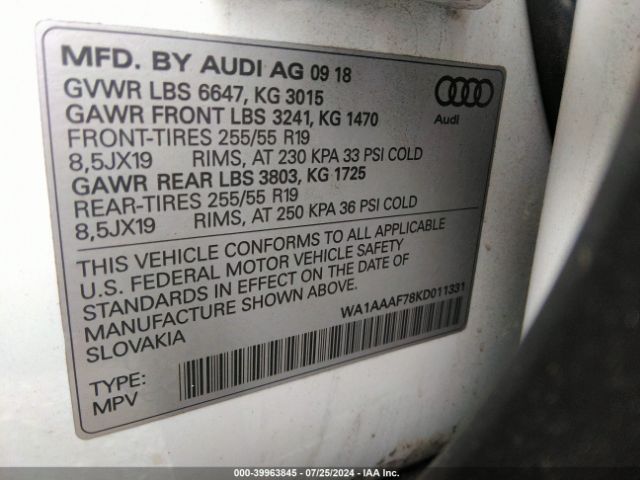 MFD. BY AUDI AG 09 18
GVWR LBS 6647, KG 3015
GAWR FRONT LBS 3241, KG 1470
FRONT-TIRES 255/55 R19
8,5JX19 RIMS, AT 230 KPA 33 PSI COLD
GAWR REAR LBS 3803, KG 1725
REAR-TIRES 255/55 R19
8,5JX19 RIMS, AT 250 KPA 36 PSI COLD
Audi
THIS VEHICLE CONFORMS TO ALL APPLICABLE
U.S. FEDERAL MOTOR VEHICLE SAFETY
STANDARDS IN EFFECT ON THE DATE OF
MANUFACTURE SHOWN ABOVE.
SLOVAKIA
WA1AAAF78KD011331
TYPE:
MPV
000-39963845 - 07/25/2024 - IAA Inc.